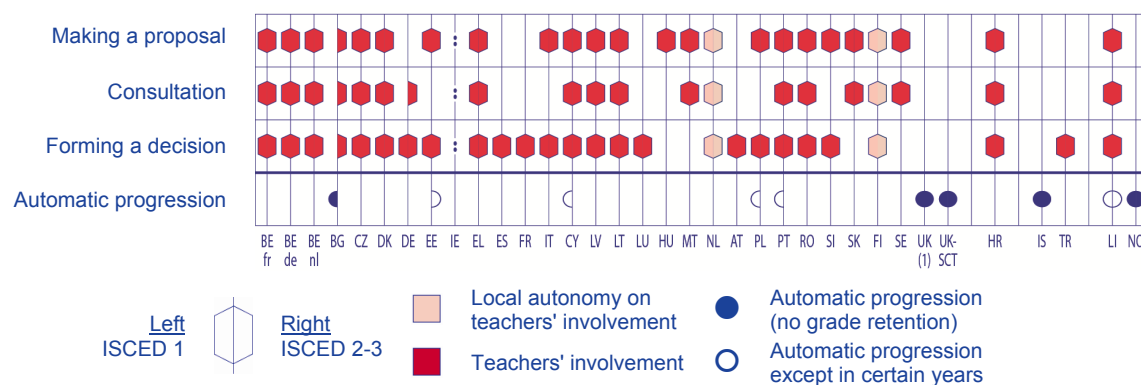 Making a proposal
Consultation
Forming a decision
Automatic progression
BE fr BE de BE nl BG CZ DK DE EE IE EL ES FR IT CY LV LT LU HU MT NL AT PL PT RO SI SK FI SE UK (1) UK-SCT HR IS TR LI NO
Left
ISCED 1
Right
ISCED 2-3
Local autonomy on
teachers' involvement
Teachers' involvement
Automatic progression
(no grade retention)
Automatic progression
except in certain years